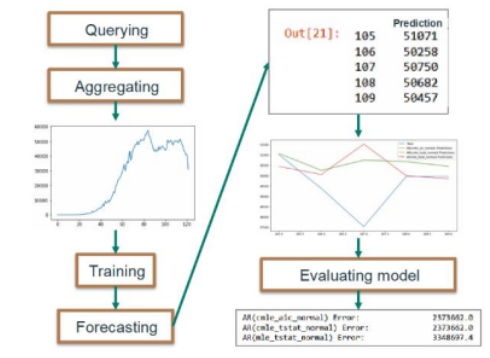 Querying
Aggregating
60000
50000
40000
30000
20000
10000
0
0 20 40 60 80 100 120
Training
Forecasting
Prediction
Out[21]: 105 51071
106 50258
107 50750
108 50682
109 50457
Evaluating model
AR(cmle_alc_normal) Error: 2373662.0
AR(cmle_tstat_normal) Error: 2373662.0
AR(mle_tstat_normal) Error: 3348697.4